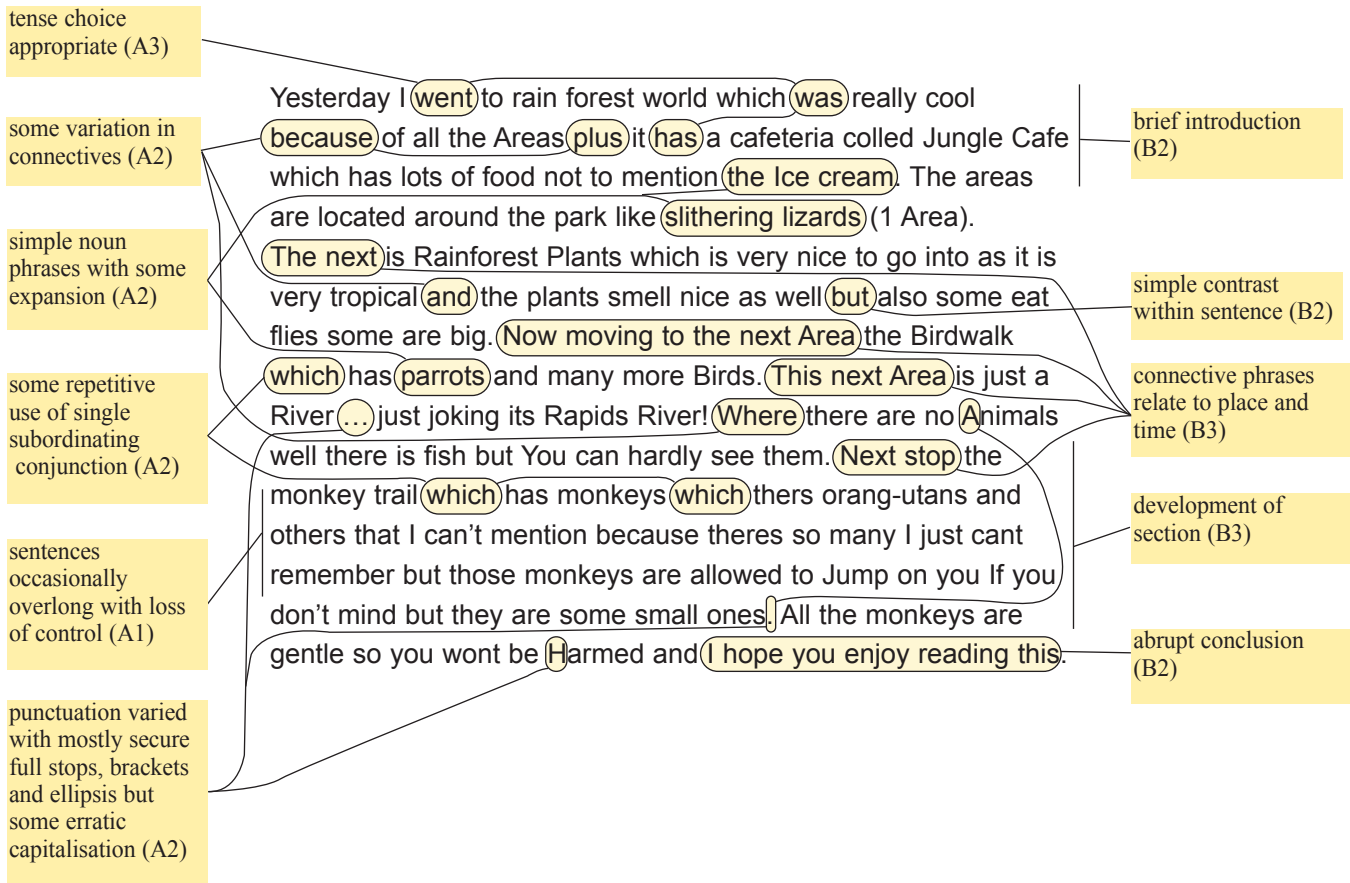 tense choice
appropriate (A3)
some variation in
connectives (A2)
simple noun
phrases with some
expansion (A2)
some repetitive
use of single
subordinating
conjunction (A2)
sentences
occasionally
overlong with loss
of control (A1)
punctuation varied
with mostly secure
full stops, brackets
and ellipsis but
some erratic
capitalisation (A2)
Yesterday I went to rain forest world which was really cool
because of all the Areas plus it has a cafeteria colled Jungle Cafe
which has lots of food not to mention the Ice cream. The areas
are located around the park like slithering lizards (1 Area).
The next is Rainforest Plants which is very nice to go into as it is
very tropical and the plants smell nice as well but also some eat
flies some are big. Now moving to the next Area the Birdwalk
which has parrots and many more Birds. This next Area is just a
River … just joking its Rapids River! Where there are no Animals
well there is fish but You can hardly see them. Next stop the
monkey trail which has monkeys which thers orang-utans and
others that I can't mention because theres so many I just cant
remember but those monkeys are allowed to Jump on you If you
don't mind but they are some small ones. All the monkeys are
gentle so you wont be Harmed and I hope you enjoy reading this.
brief introduction
(B2)
simple contrast
within sentence (B2)
connective phrases
relate to place and
time (B3)
development of
section (B3)
abrupt conclusion
(B2)